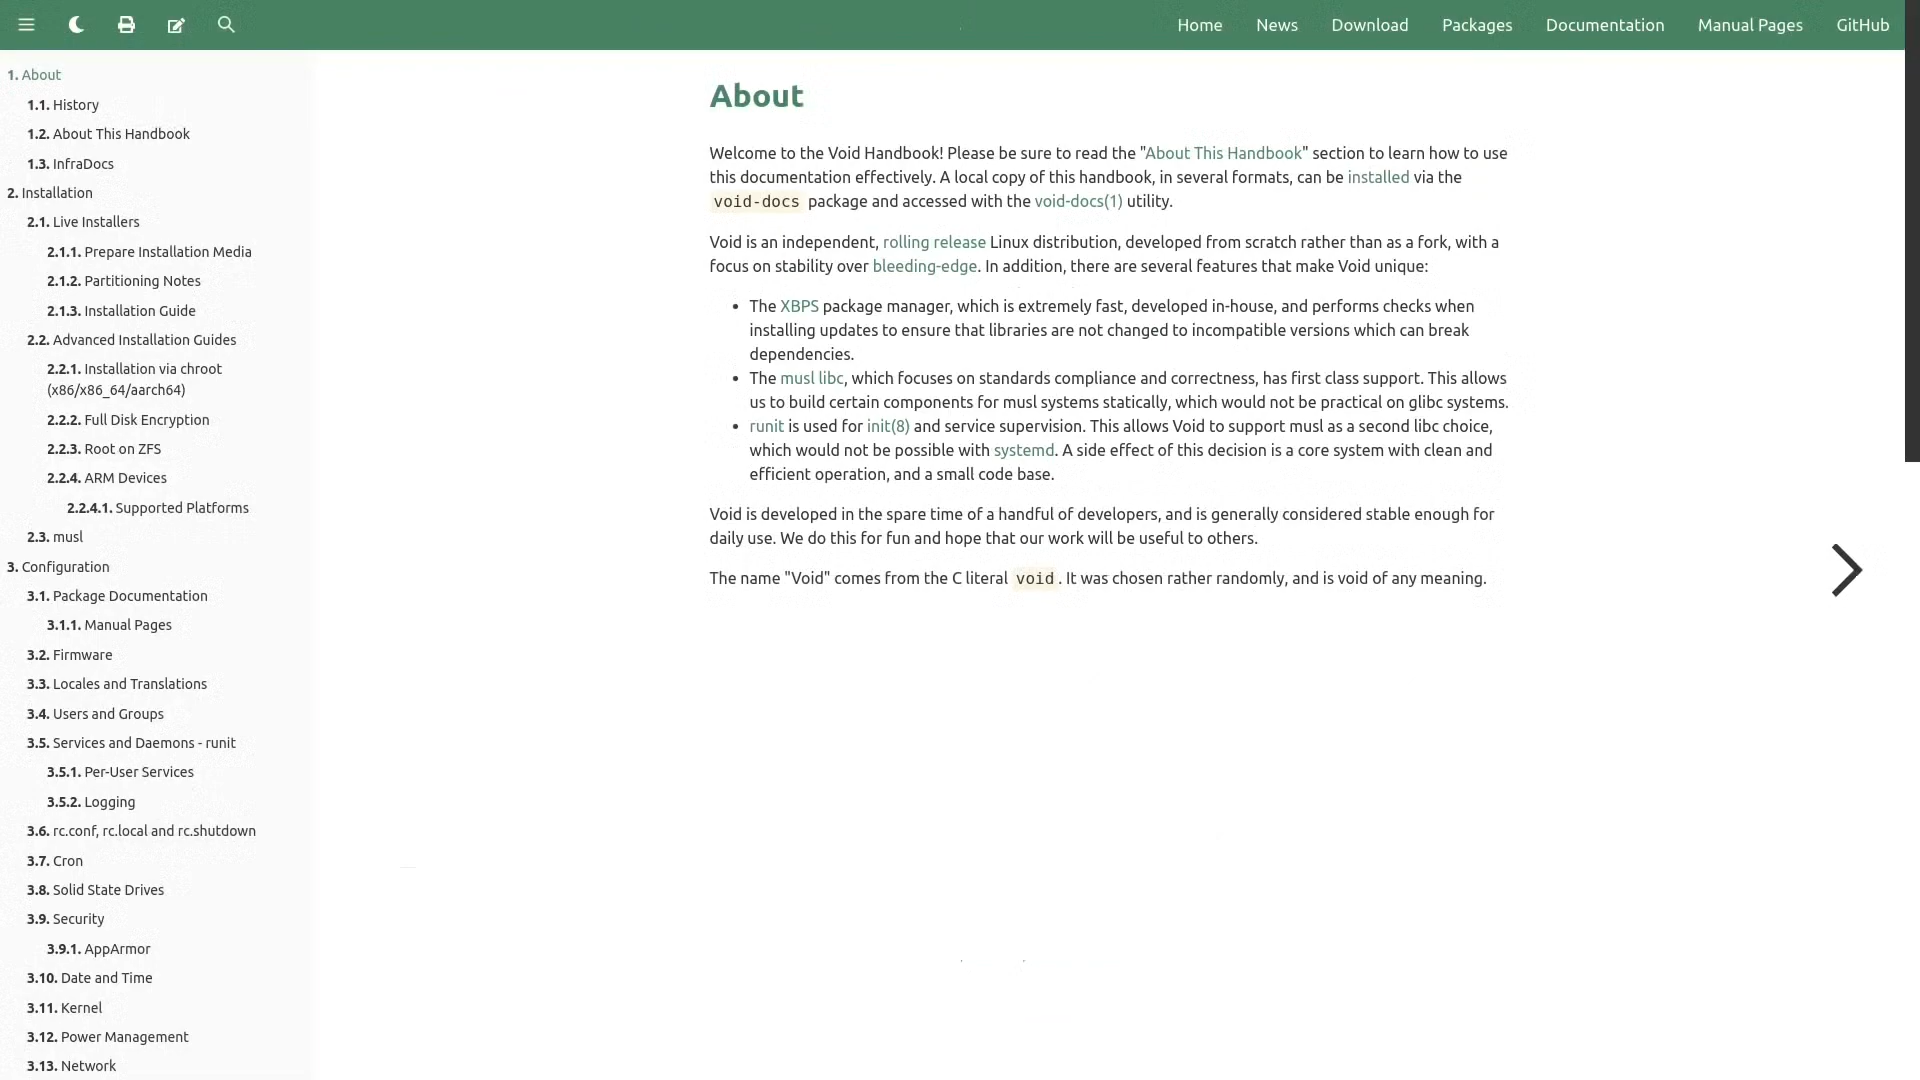 Home News Download Packages Documentation Manual Pages GitHub
1. About
1.1. History
1.2. About This Handbook
1.3. InfraDocs
2. Installation
2.1. Live Installers
2.1.1. Prepare Installation Media
2.1.2. Partitioning Notes
2.1.3. Installation Guide
2.2. Advanced Installation Guides
2.2.1. Installation via chroot
(x86/x86_64/aarch64)
2.2.2. Full Disk Encryption
2.2.3. Root on ZFS
2.2.4. ARM Devices
2.2.4.1. Supported Platforms
2.3. musl
3. Configuration
3.1. Package Documentation
3.1.1. Manual Pages
3.2. Firmware
3.3. Locales and Translations
3.4. Users and Groups
3.5. Services and Daemons - runit
3.5.1. Per-User Services
3.5.2. Logging
3.6. rc.conf, rc.local and rc.shutdown
3.7. Cron
3.8. Solid State Drives
3.9. Security
3.9.1. AppArmor
3.10. Date and Time
3.11. Kernel
3.12. Power Management
3.13. Network
About
Welcome to the Void Handbook! Please be sure to read the "About This Handbook" section to learn how to use
this documentation effectively. A local copy of this handbook, in several formats, can be installed via the
void-docs package and accessed with the void-docs(1) utility.
Void is an independent, rolling release Linux distribution, developed from scratch rather than as a fork, with a
focus on stability over bleeding-edge. In addition, there are several features that make Void unique:
• The XBPS package manager, which is extremely fast, developed in-house, and performs checks when
installing updates to ensure that libraries are not changed to incompatible versions which can break
dependencies.
• The musl libc, which focuses on standards compliance and correctness, has first class support. This allows
us to build certain components for musl systems statically, which would not be practical on glibc systems.
• runit is used for init(8) and service supervision. This allows Void to support musl as a second libc choice,
which would not be possible with systemd. A side effect of this decision is a core system with clean and
efficient operation, and a small code base.
Void is developed in the spare time of a handful of developers, and is generally considered stable enough for
daily use. We do this for fun and hope that our work will be useful to others.
The name "Void" comes from the C literal void. It was chosen rather randomly, and is void of any meaning.